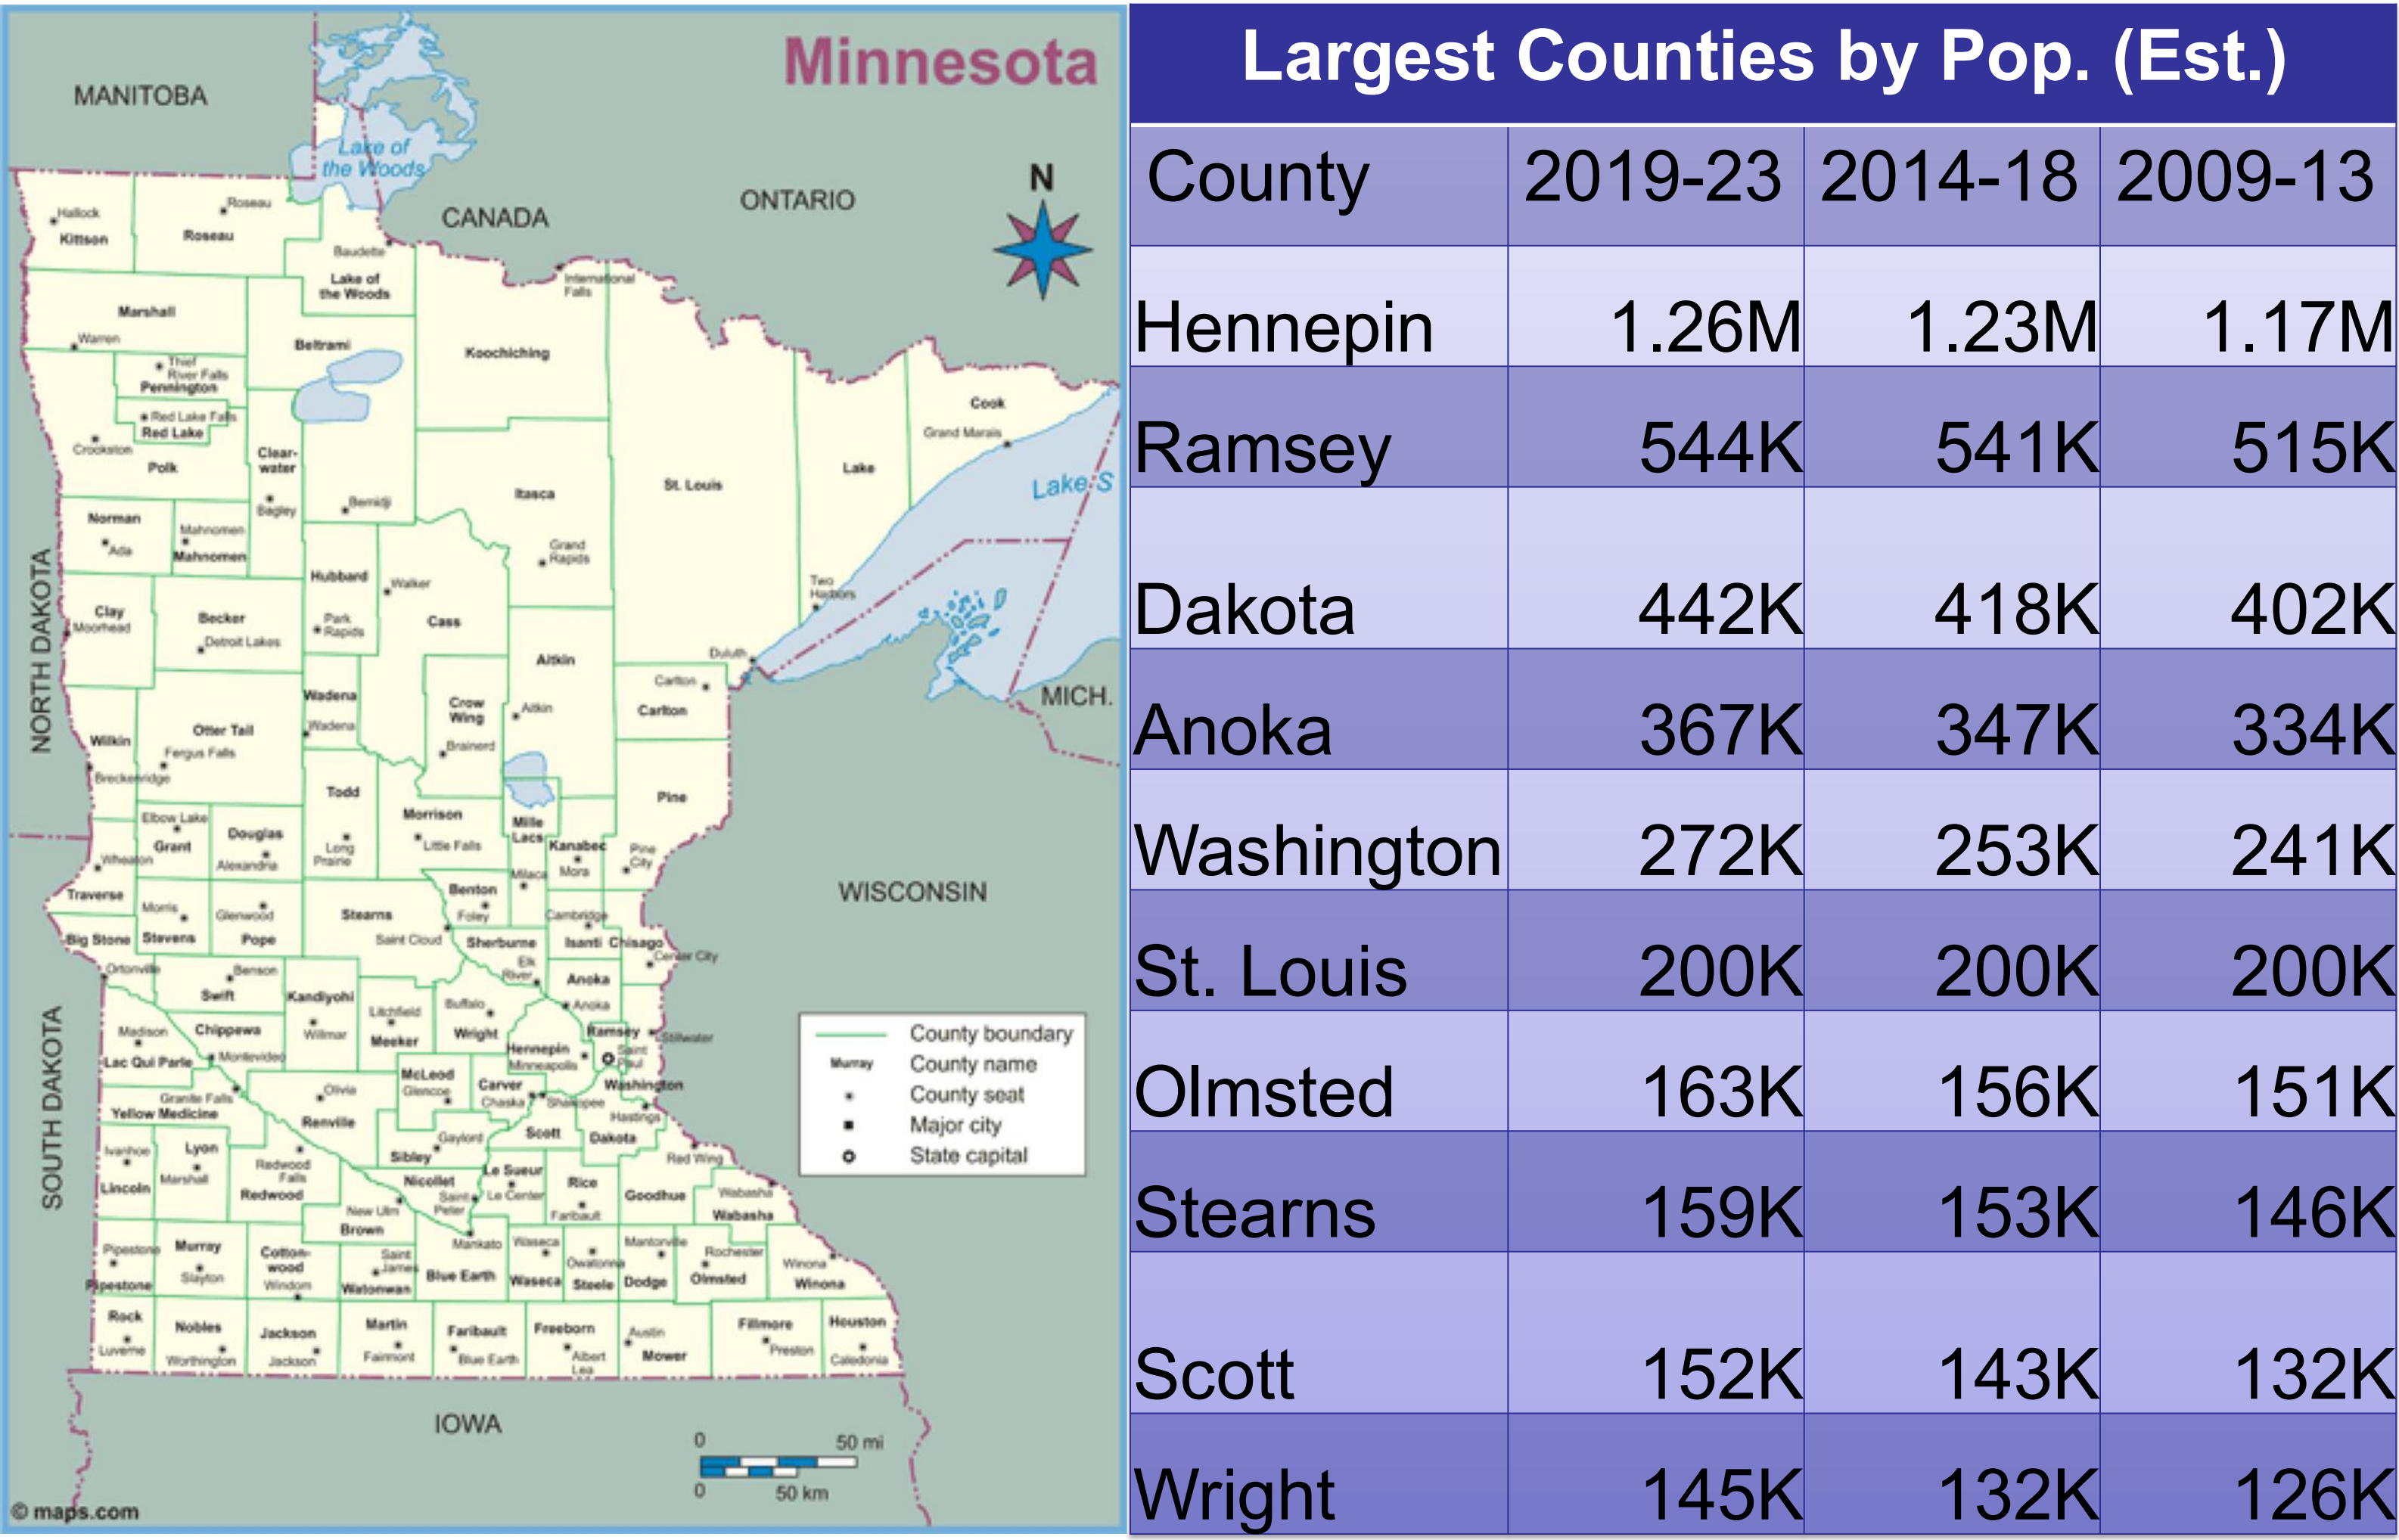 Minnesota
MANITOBA
Lake of
the Woods
N
ONTARIO
CANADA
Hallock
Kittson
Roseau
Roseau
Baudette
Lake of
the Woods
International
Falls
Marshall
Warren
Beltrami
Koochiching
Thief
River Falls
Pennington
Red Lake Falls
Red Lake
Crookston
Polk
Clear-
water
Bagley
Bemidji
Itasca
Grand
Rapids
St. Louis
Lake
Cook
Grand Marais
Lake S
Norman
Ada
Mahnomen
Mahnomen
Hubbard
Park
Rapids
Walker
Cass
Two
Harbors
NORTH DAKOTA
Clay
Moorhead
Becker
Detroit Lakes
Aitkin
Aitkin
Duluth
Carlton
Carlton
MICH.
Wadena
Wadena
Crow
Wing
Brainerd
Otter Tail
Fergus Falls
Wilkin
Breckenridge
Todd
Long
Prairie
Morrison
Little Falls
Mille
Lacs
Milaca
Kanabec
Mora
Pine
Pine
City
Elbow Lake
Grant
Douglas
Alexandria
Wheaton
Traverse
Morris
Stevens
Glenwood
Pope
Stearns
Saint Cloud
Benton
Foley
Cambridge
Isanti
Chisago
Center City
WISCONSIN
Big Stone
Ortonville
Benson
Swift
Kandiyohi
Willmar
Sherburne
Elk
River
Anoka
Anoka
Litchfield
Meeker
Buffalo
Wright
Madison
Lac Qui Parle
Chippewa
Montevideo
Hennepin
Minneapolis
Ramsey
Saint
Paul
Stillwater
Washington
SOUTH DAKOTA
Granite Falls
Yellow Medicine
Olivia
Renville
McLeod
Glencoe
Carver
Chaska
Shakopee
Hastings
Scott
Dakota
Ivanhoe
Lincoln
Lyon
Marshall
Redwood
Falls
Redwood
Gaylord
Sibley
Nicollet
Saint
Peter
Le Sueur
Le Center
Rice
Faribault
Red Wing
Goodhue
Wabasha
Wabasha
New Ulm
Brown
Pipestone
Pipestone
Murray
Slayton
Cotton-
wood
Windom
Saint
James
Watonwan
Mankato
Blue Earth
Waseca
Waseca
Owatonna
Steele
Mantorville
Dodge
Rochester
Olmsted
Winona
Winona
Rock
Luverne
Nobles
Worthington
Jackson
Jackson
Martin
Fairmont
Faribault
Blue Earth
Freeborn
Albert
Lea
Austin
Mower
Fillmore
Preston
Houston
Caledonia
County boundary
Murray County name
County seat
Major city
State capital
IOWA
0 50 mi
0 50 km
© maps.com
Largest Counties by Pop. (Est.)
County 2019-23 2014-18 2009-13
Hennepin 1.26M 1.23M 1.17M
Ramsey 544K 541K 515K
Dakota 442K 418K 402K
Anoka 367K 347K 334K
Washington 272K 253K 241K
St. Louis 200K 200K 200K
Olmsted 163K 156K 151K
Stearns 159K 153K 146K
Scott 152K 143K 132K
Wright 145K 132K 126K